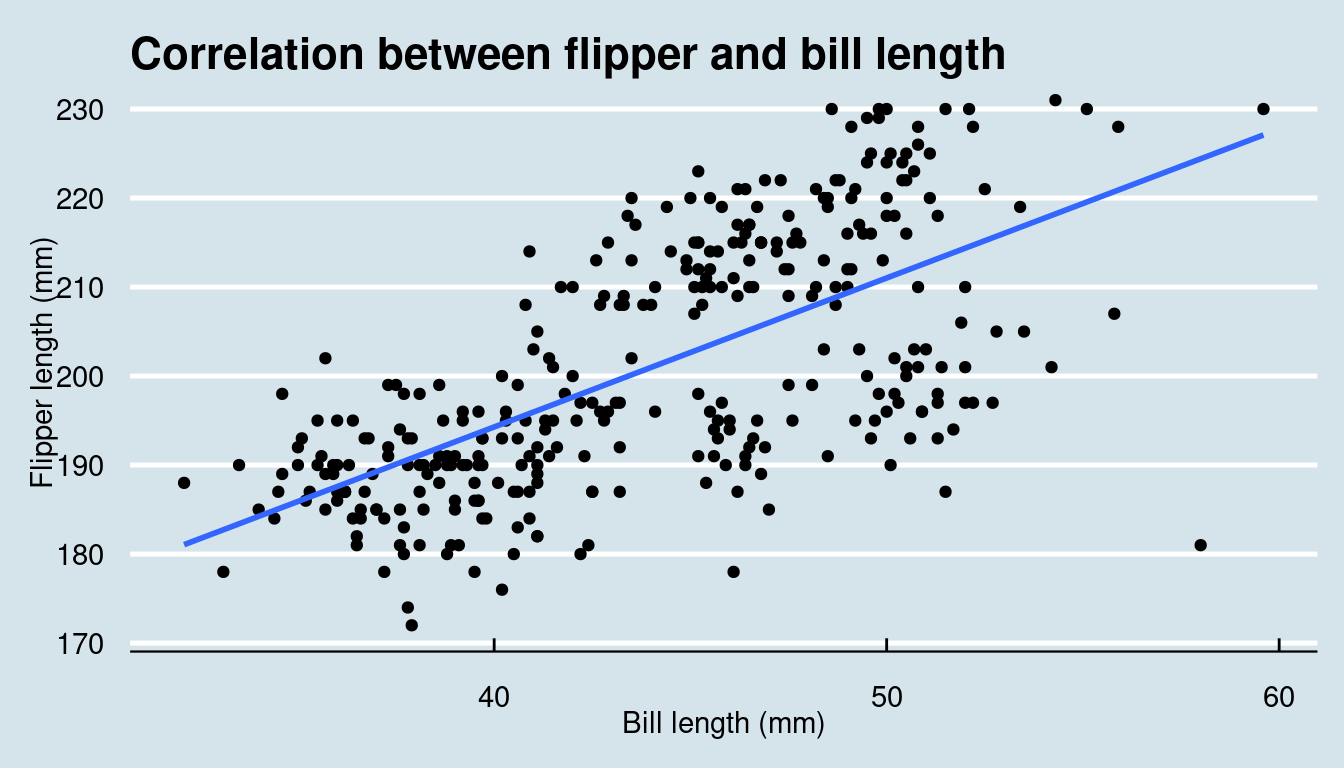 Correlation between flipper and bill length
230
220
210
200
190
180
170
Flipper length (mm)
40 50 60
Bill length (mm)